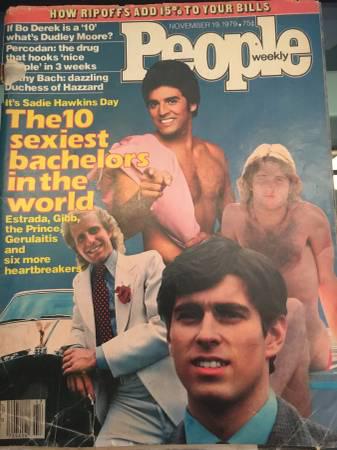 HOW RIPOFFS ADD 15% TO YOUR BILLS
If Bo Derek is a '10'
what's Dudley Moore?
NOVEMBER 19, 1979 • 75¢
People
weekly
Percodan: the drug
that hooks 'nice
in 3 weeks
Bach: dazzling
Duchess of Hazzard
It's Sadie Hawkins Day
The 10
sexiest
bachelors
in the
world
Estrada, Gibb,
the Prince,
Gerulaitis
and
six more
heartbreakers